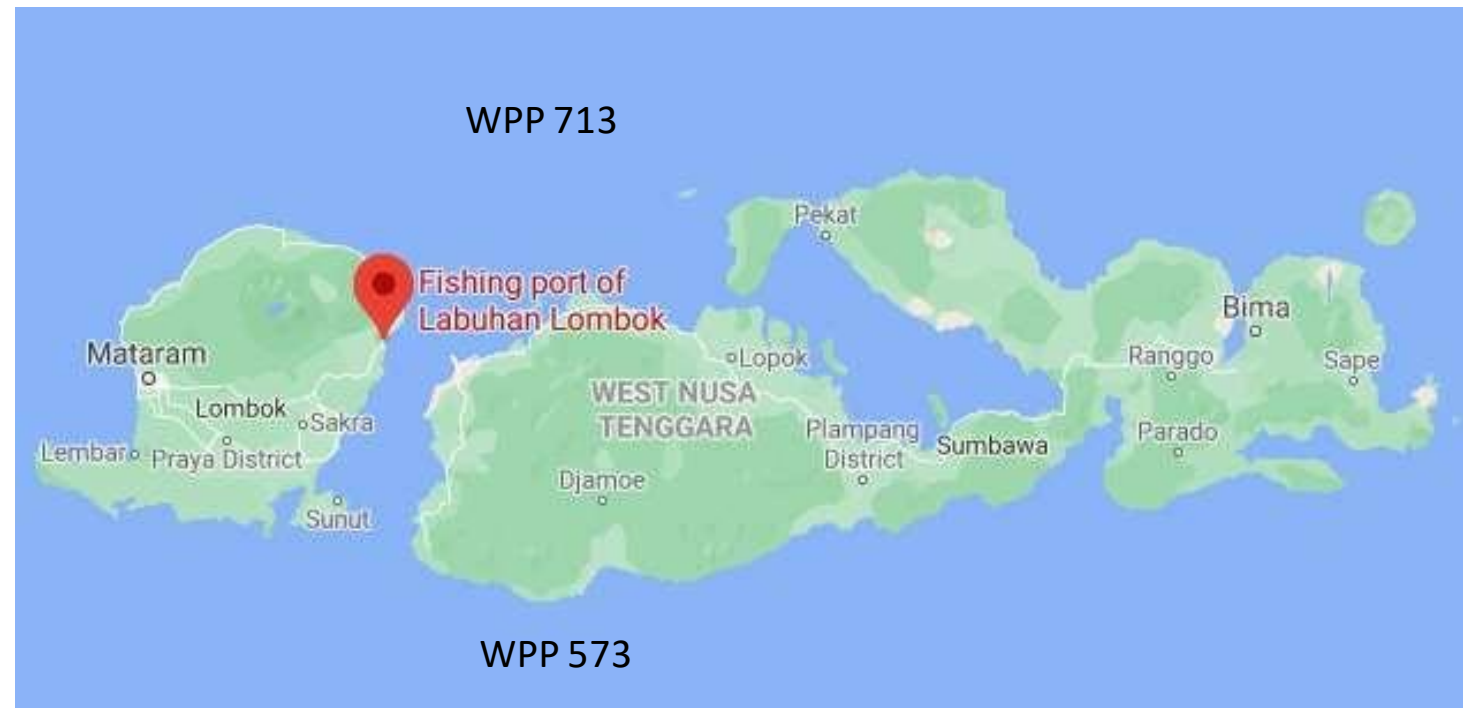 WPP 713
Pekat
Fishing port of
Labuhan Lombok
Bima
Mataram
Lopok
Ranggo
Sape
WEST NUSA
TENGGARA
Lombok
Sakra
Plampang
District
Sumbawa
Parado
Lembar
Praya District
Djamoe
Sunut
WPP 573